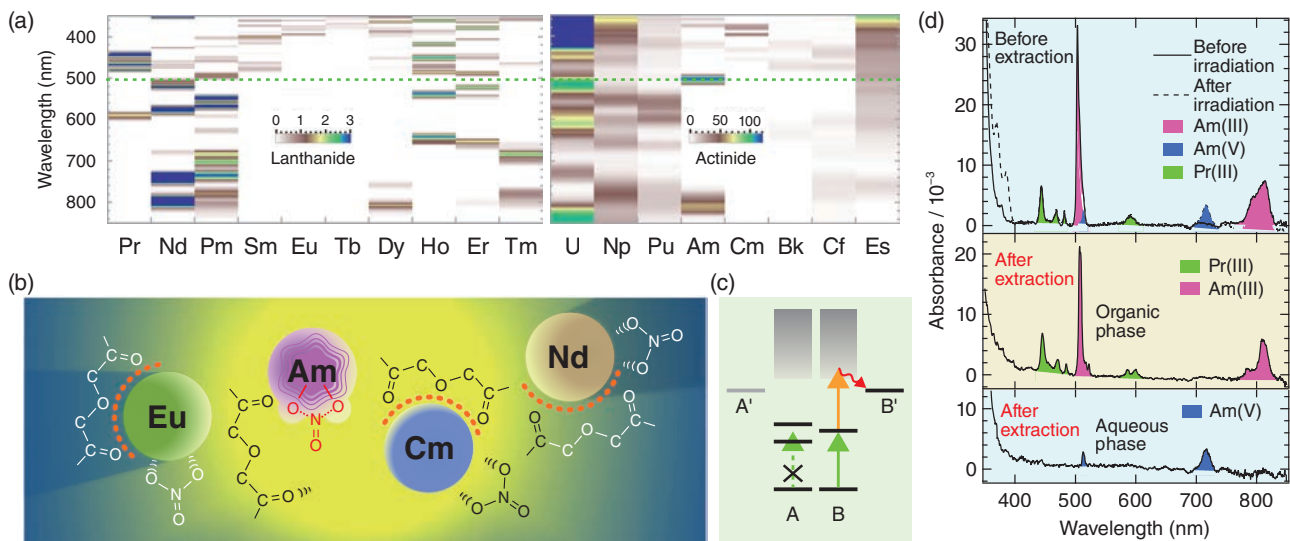 (a)
Wavelength (nm)
400
500
600
700
800
0 1 2 3
Lanthanide
0 50 100
Actinide
Pr Nd Pm Sm Eu Tb Dy Ho Er Tm U Np Pu Am Cm Bk Cf Es
(b)
C O
O
C O
Eu
O O
N
O
Am
O O
N
O
C O
O
C O
C O
O
C O
Cm
O
O N O
Nd
O
N O
O
O C
O
C O
(c)
A' B'
A B
(d)
Absorbance / 10⁻³
30
20
10
0
Before
extraction
Before
irradiation
After
irradiation
Am(III)
Am(V)
Pr(III)
20
10
0
After
extraction
Organic
phase
Pr(III)
Am(III)
10
0
After
extraction
Aqueous
phase
Am(V)
400 500 600 700 800
Wavelength (nm)